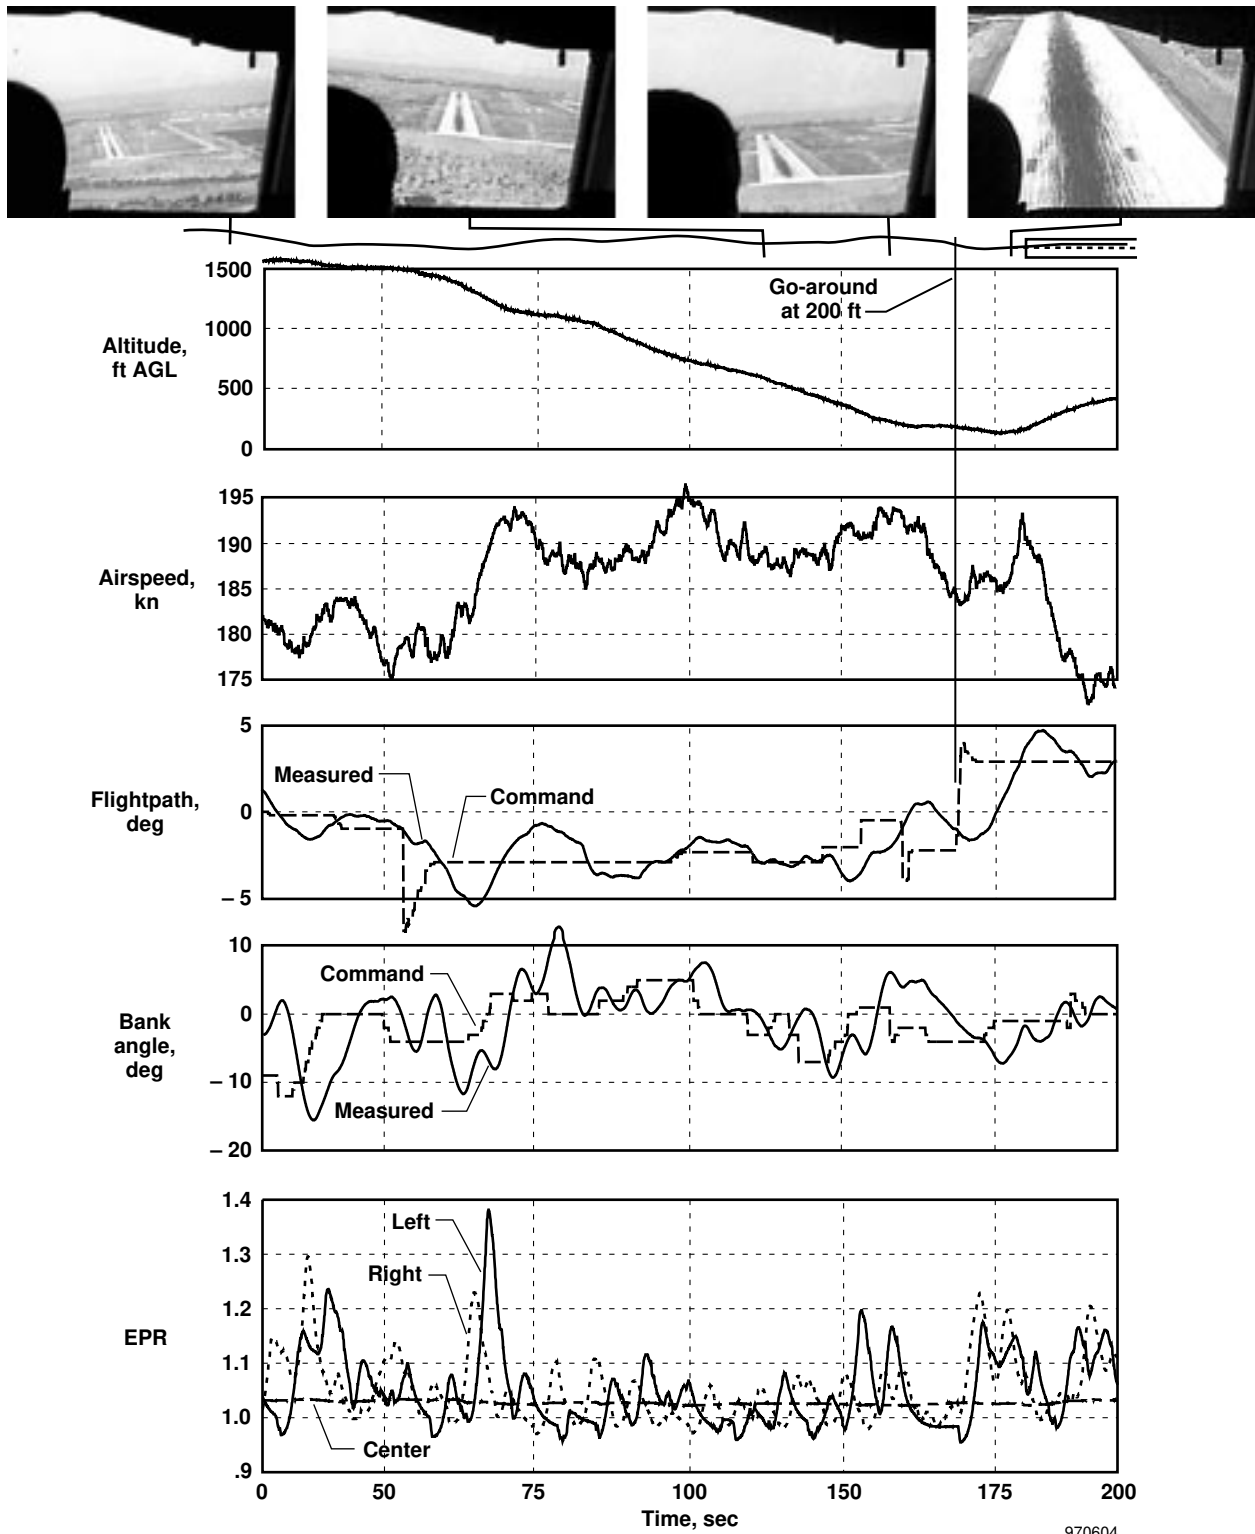 Go-around
at 200 ft
1500
1000
500
0
Altitude,
ft AGL
195
190
185
180
175
Airspeed,
kn
5
0
– 5
Flightpath,
deg
Measured
Command
10
0
– 10
– 20
Bank
angle,
deg
Command
Measured
1.4
1.3
1.2
1.1
1.0
.9
EPR
Left
Right
Center
0 50 75 100 150 175 200
Time, sec
970604